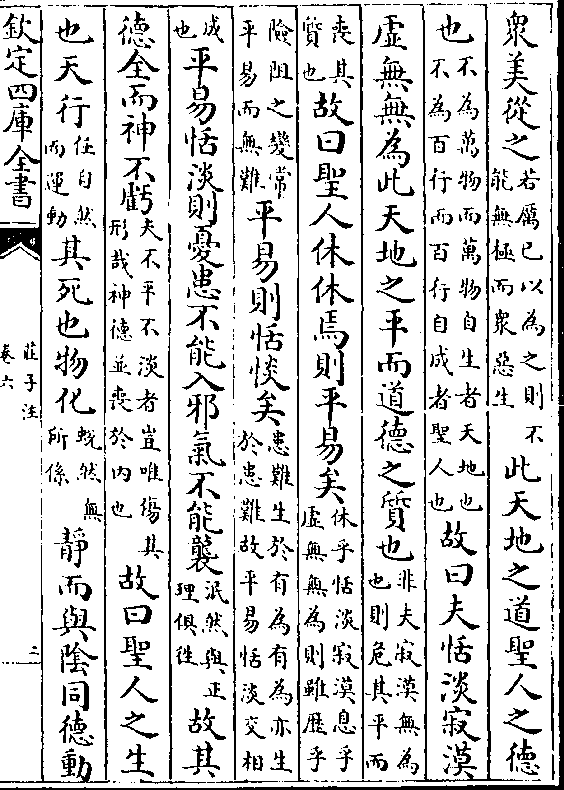 衆美從之若厲己以為之則不能無極而衆惡生此天地之道聖人之德
也不為萬物而萬物自生者天地也不為百行而百行自成者聖人也故曰夫恬淡寂漠
虚無無為此天地之平而道德之質也非夫寂漠無為也則危其平而
喪其質也故曰聖人休休焉則平易矣休乎恬淡寂漠息乎虚無無為則雖歷乎
險阻之變常平易而無難平易則恬惔矣患難生於有為有為亦生於患難故平易恬淡交相
成也平易恬淡則憂患不能入邪氣不能襲泯然與正理俱徃故其
德全而神不虧夫不平不淡者豈唯傷其形哉神德並喪於内也故曰聖人之生
也天行任自然而運動其死也物化蜕然無所係靜而與陰同德動
欽定四庫全書
莊子注
卷六
二